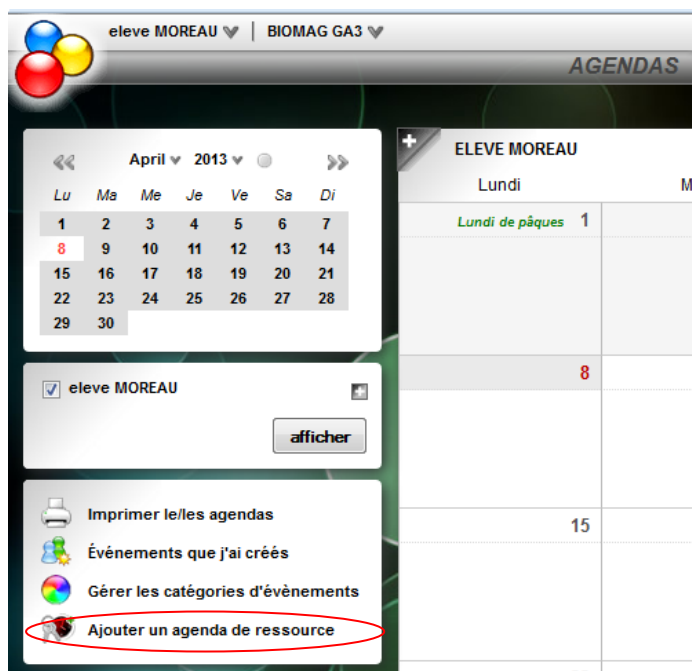 eleve MOREAU | BIOMAG GA3
AGENDAS
April 2013
Lu Ma Me Je Ve Sa Di
1 2 3 4 5 6 7
8 9 10 11 12 13 14
15 16 17 18 19 20 21
22 23 24 25 26 27 28
29 30
eleve MOREAU
afficher
Imprimer le/les agendas
Événements que j'ai créés
Gérer les catégories d'évènements
Ajouter un agenda de ressource
ELEVE MOREAU
Lundi M
Lundi de pâques 1
8
15